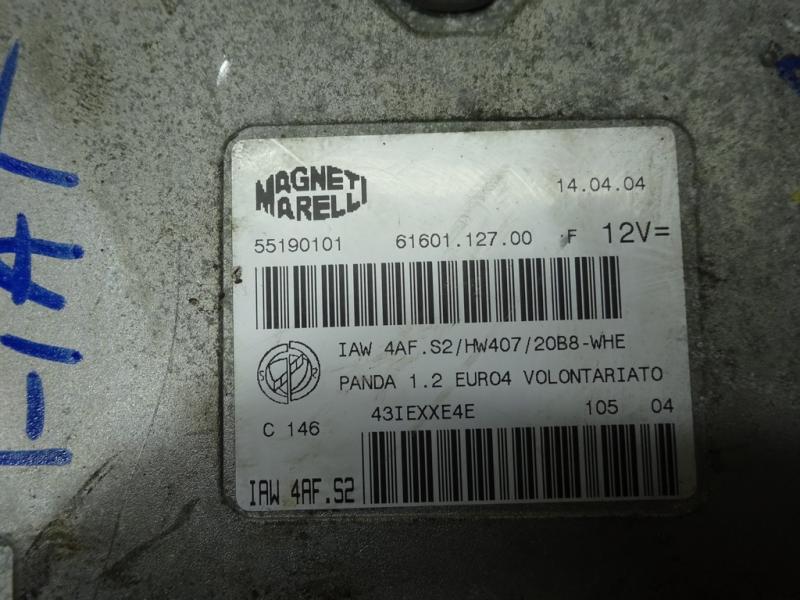 FIAT
MAGNETI
MARELLI
14.04.04
55190101 61601.127.00 F 12V=
IAW 4AF.S2/HW407/20B8-WHE
PANDA 1.2 EURO4 VOLONTARIATO
C 146 43IEXXE4E 105 04
IAW 4AF.S2